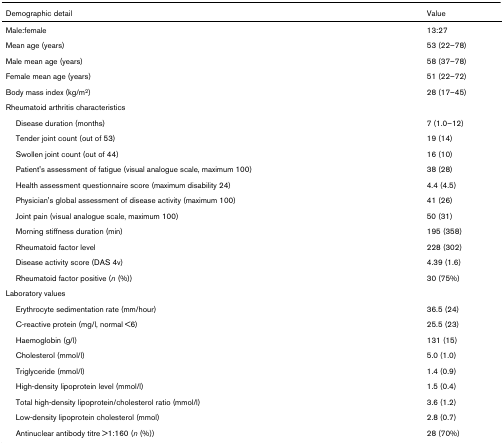 Demographic detail Value
Male:female 13:27
Mean age (years) 53 (22–78)
Male mean age (years) 58 (37–78)
Female mean age (years) 51 (22–72)
Body mass index (kg/m²) 28 (17–45)
Rheumatoid arthritis characteristics
Disease duration (months) 7 (1.0–12)
Tender joint count (out of 53) 19 (14)
Swollen joint count (out of 44) 16 (10)
Patient's assessment of fatigue (visual analogue scale, maximum 100) 38 (28)
Health assessment questionnaire score (maximum disability 24) 4.4 (4.5)
Physician's global assessment of disease activity (maximum 100) 41 (26)
Joint pain (visual analogue scale, maximum 100) 50 (31)
Morning stiffness duration (min) 195 (358)
Rheumatoid factor level 228 (302)
Disease activity score (DAS 4v) 4.39 (1.6)
Rheumatoid factor positive (n (%)) 30 (75%)
Laboratory values
Erythrocyte sedimentation rate (mm/hour) 36.5 (24)
C-reactive protein (mg/l, normal <6) 25.5 (23)
Haemoglobin (g/l) 131 (15)
Cholesterol (mmol/l) 5.0 (1.0)
Triglyceride (mmol/l) 1.4 (0.9)
High-density lipoprotein level (mmol/l) 1.5 (0.4)
Total high-density lipoprotein/cholesterol ratio (mmol/l) 3.6 (1.2)
Low-density lipoprotein cholesterol (mmol) 2.8 (0.7)
Antinuclear antibody titre >1:160 (n (%)) 28 (70%)